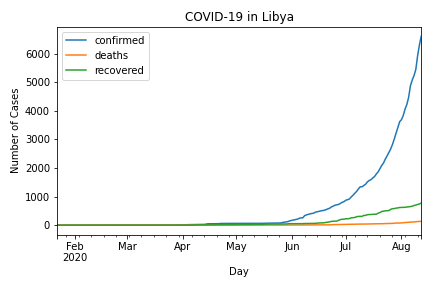 COVID-19 in Libya
confirmed
deaths
recovered
Number of Cases
6000
5000
4000
3000
2000
1000
0
Feb Mar Apr May Jun Jul Aug
2020
Day